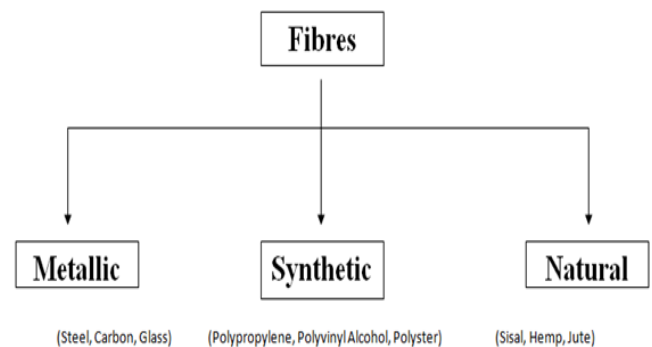 Fibres
Metallic
Synthetic
Natural
(Steel, Carbon, Glass)
(Polypropylene, Polyvinyl Alcohol, Polyster)
(Sisal, Hemp, Jute)